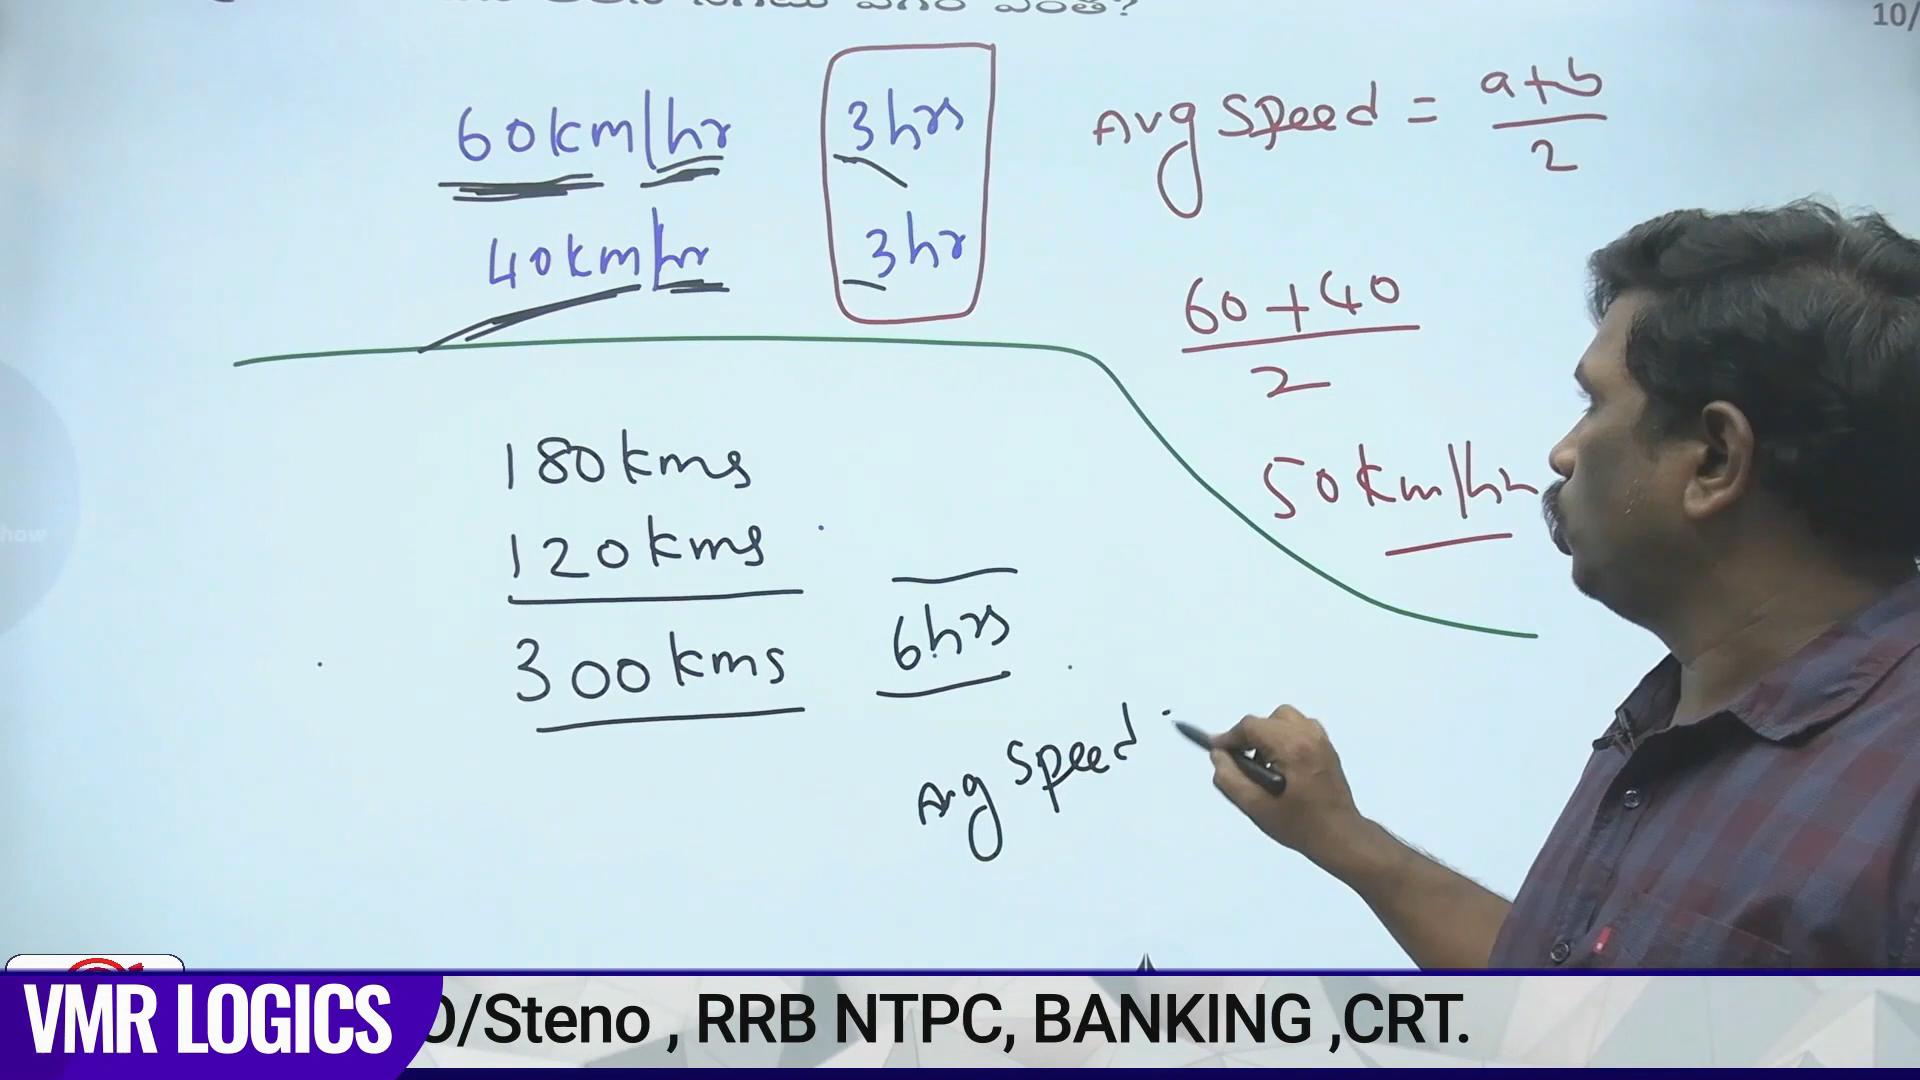 ఎంత?
10/
60km/hr 3hrs
40km/hr 3hr
Avg Speed = a+b/2
60+40/2
50km/hr
180kms
120kms
300kms 6hrs
Avg Speed
how
VMR LOGICS
O/Steno , RRB NTPC, BANKING ,CRT.